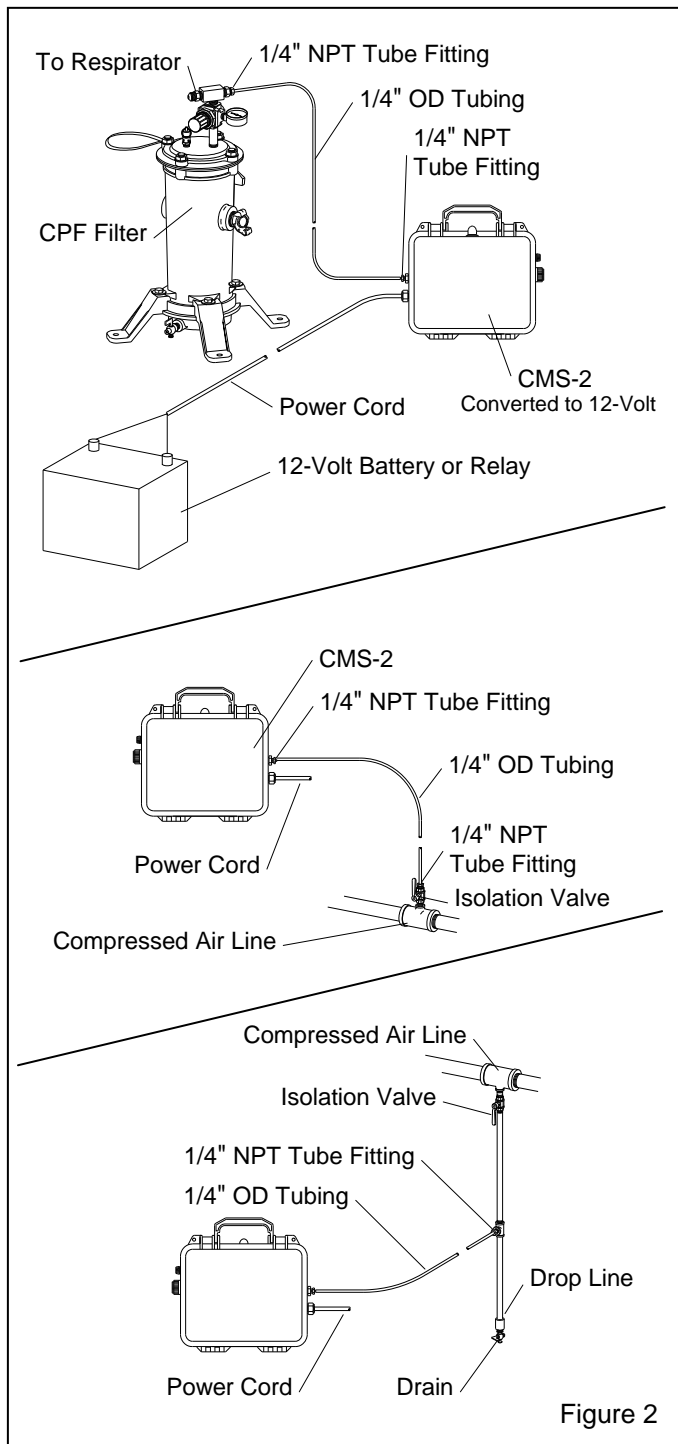 To Respirator
1/4" NPT Tube Fitting
1/4" OD Tubing
1/4" NPT
Tube Fitting
CPF Filter
CMS-2
Converted to 12-Volt
Power Cord
12-Volt Battery or Relay
CMS-2
1/4" NPT Tube Fitting
1/4" OD Tubing
1/4" NPT
Tube Fitting
Power Cord
Isolation Valve
Compressed Air Line
Compressed Air Line
Isolation Valve
1/4" NPT Tube Fitting
1/4" OD Tubing
Drop Line
Power Cord
Drain
Figure 2